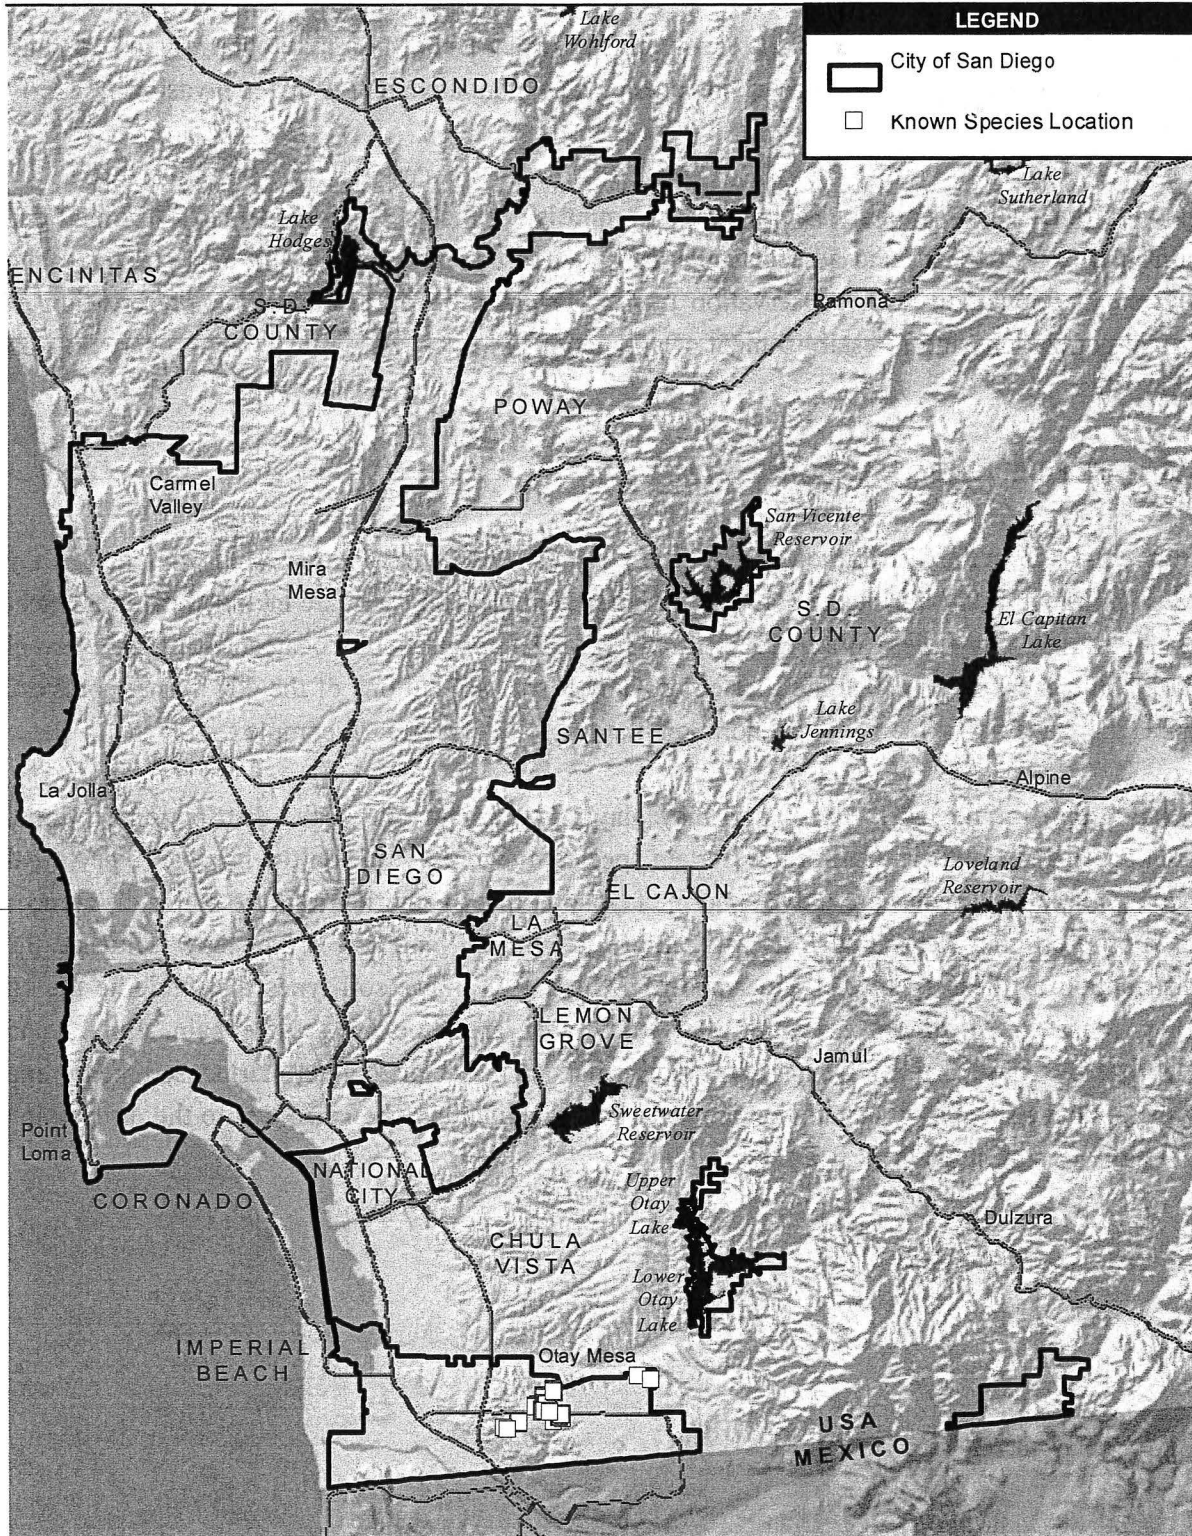 LEGEND
City of San Diego
Known Species Location
Lake
Wohlford
ESCONDIDO
Lake
Sutherland
Lake
Hodges
ENCINITAS
S.D.
COUNTY
Ramona
POWAY
Carmel
Valley
San Vicente
Reservoir
Mira
Mesa
S.D.
COUNTY
El Capitan
Lake
Lake
Jennings
SANTEE
Alpine
La Jolla
SAN
DIEGO
Loveland
Reservoir
EL CAJON
LA
MESA
LEMON
GROVE
Jamul
Sweetwater
Reservoir
Point
Loma
NATIONAL
CITY
CORONADO
Upper
Otay
Lake
Dulzura
CHULA
VISTA
Lower
Otay
Lake
IMPERIAL
BEACH
Otay Mesa
USA
MEXICO